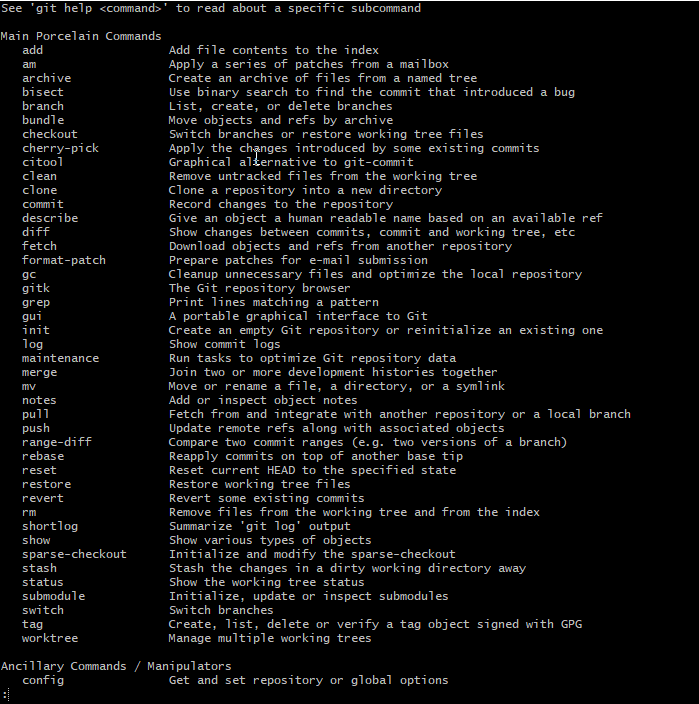 See 'git help <command>' to read about a specific subcommand

Main Porcelain Commands
   add                  Add file contents to the index
   am                   Apply a series of patches from a mailbox
   archive              Create an archive of files from a named tree
   bisect               Use binary search to find the commit that introduced a bug
   branch               List, create, or delete branches
   bundle               Move objects and refs by archive
   checkout             Switch branches or restore working tree files
   cherry-pick          Apply the changes introduced by some existing commits
   citool               Graphical alternative to git-commit
   clean                Remove untracked files from the working tree
   clone                Clone a repository into a new directory
   commit               Record changes to the repository
   describe             Give an object a human readable name based on an available ref
   diff                 Show changes between commits, commit and working tree, etc
   fetch                Download objects and refs from another repository
   format-patch         Prepare patches for e-mail submission
   gc                   Cleanup unnecessary files and optimize the local repository
   gitk                 The Git repository browser
   grep                 Print lines matching a pattern
   gui                  A portable graphical interface to Git
   init                 Create an empty Git repository or reinitialize an existing one
   log                  Show commit logs
   maintenance          Run tasks to optimize Git repository data
   merge                Join two or more development histories together
   mv                   Move or rename a file, a directory, or a symlink
   notes                Add or inspect object notes
   pull                 Fetch from and integrate with another repository or a local branch
   push                 Update remote refs along with associated objects
   range-diff           Compare two commit ranges (e.g. two versions of a branch)
   rebase               Reapply commits on top of another base tip
   reset                Reset current HEAD to the specified state
   restore              Restore working tree files
   revert               Revert some existing commits
   rm                   Remove files from the working tree and from the index
   shortlog             Summarize 'git log' output
   show                 Show various types of objects
   sparse-checkout      Initialize and modify the sparse-checkout
   stash                Stash the changes in a dirty working directory away
   status               Show the working tree status
   submodule            Initialize, update or inspect submodules
   switch               Switch branches
   tag                  Create, list, delete or verify a tag object signed with GPG
   worktree             Manage multiple working trees

Ancillary Commands / Manipulators
   config               Get and set repository or global options
: